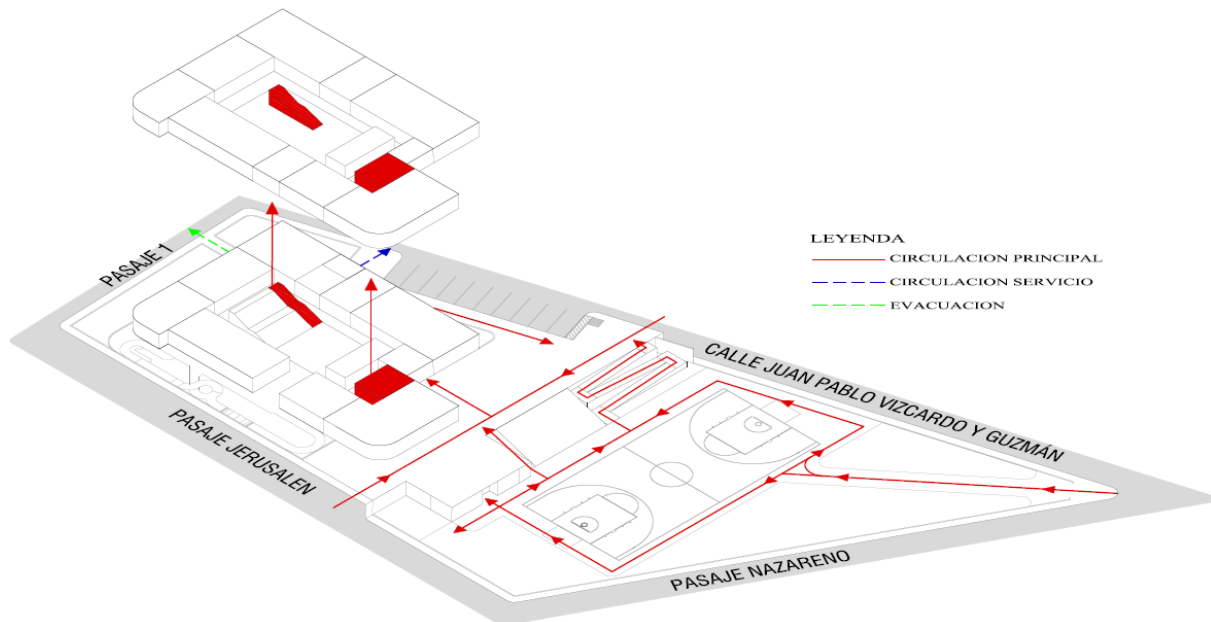 LEYENDA
CIRCULACION PRINCIPAL
CIRCULACION SERVICIO
EVACUACION
PASAJE 1
CALLE JUAN PABLO VIZCARDO Y GUZMÁN
PASAJE JERUSALEN
PASAJE NAZARENO